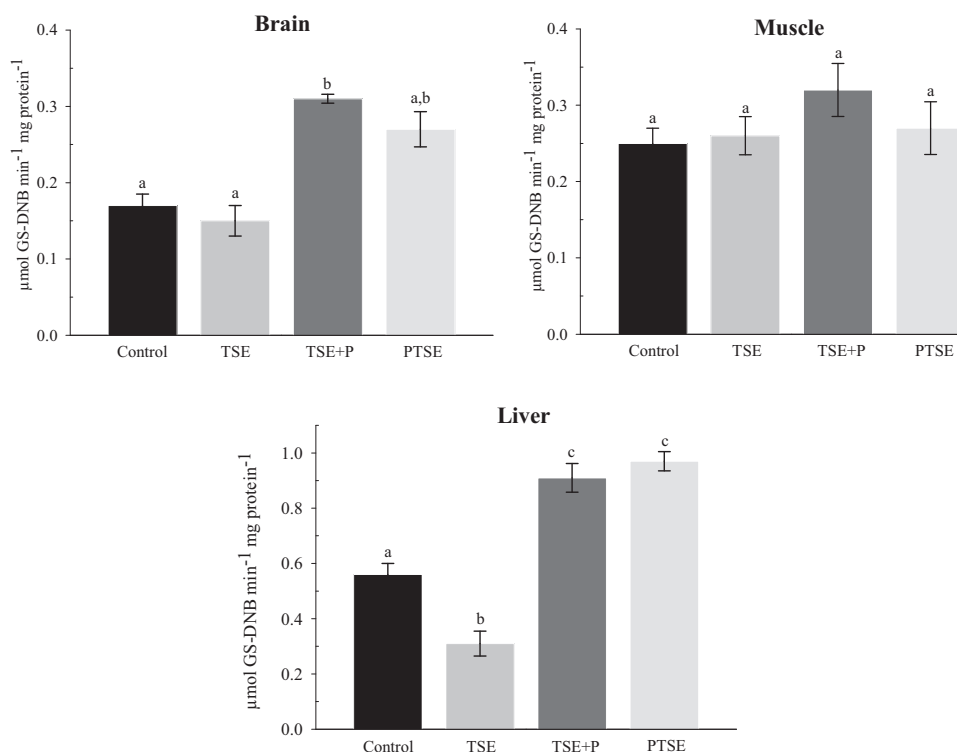 Brain
µmol GS-DNB min-1 mg protein-1
0.4
0.3
0.2
0.1
0.0
a
a
b
a,b
Control TSE TSE+P PTSE
Muscle
µmol GS-DNB min-1 mg protein-1
0.4
0.3
0.2
0.1
0.0
a
a
a
a
Control TSE TSE+P PTSE
Liver
µmol GS-DNB min-1 mg protein-1
1.0
0.8
0.6
0.4
0.2
0.0
a
b
c
c
Control TSE TSE+P PTSE